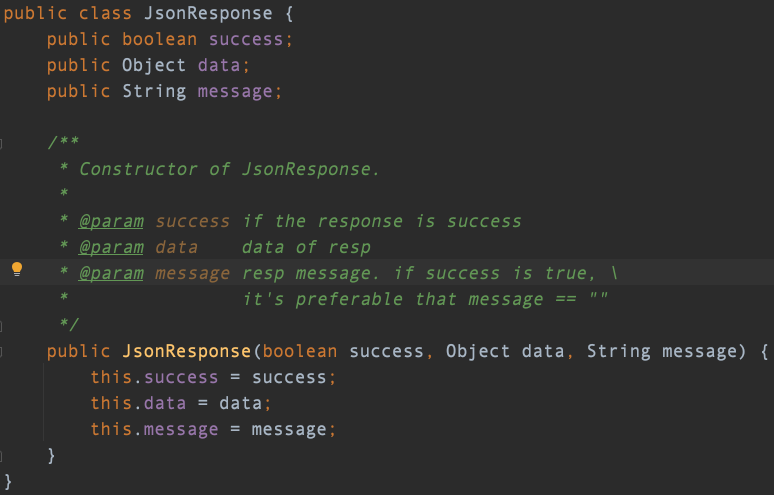 public class JsonResponse {
    public boolean success;
    public Object data;
    public String message;

    /**
     * Constructor of JsonResponse.
     *
     * @param success if the response is success
     * @param data    data of resp
     * @param message resp message. if success is true, \
     *                it's preferable that message == ""
     */
    public JsonResponse(boolean success, Object data, String message) {
        this.success = success;
        this.data = data;
        this.message = message;
    }
}